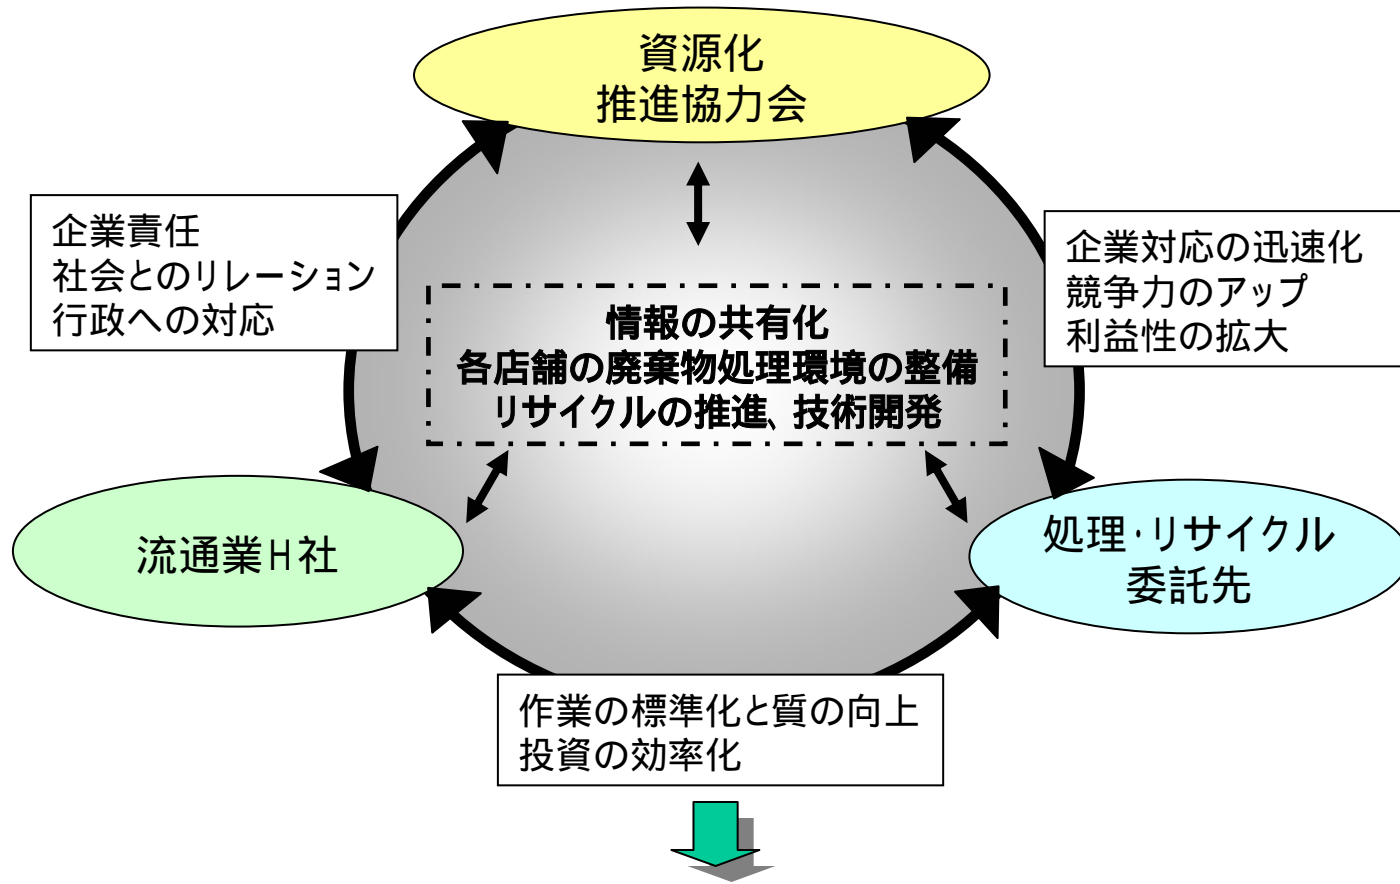 資源化
推進協力会
企業責任
社会とのリレーション
行政への対応
企業対応の迅速化
競争力のアップ
利益性の拡大
情報の共有化
各店舗の廃棄物処理環境の整備
リサイクルの推進、技術開発
流通業H社
処理・リサイクル
委託先
作業の標準化と質の向上
投資の効率化